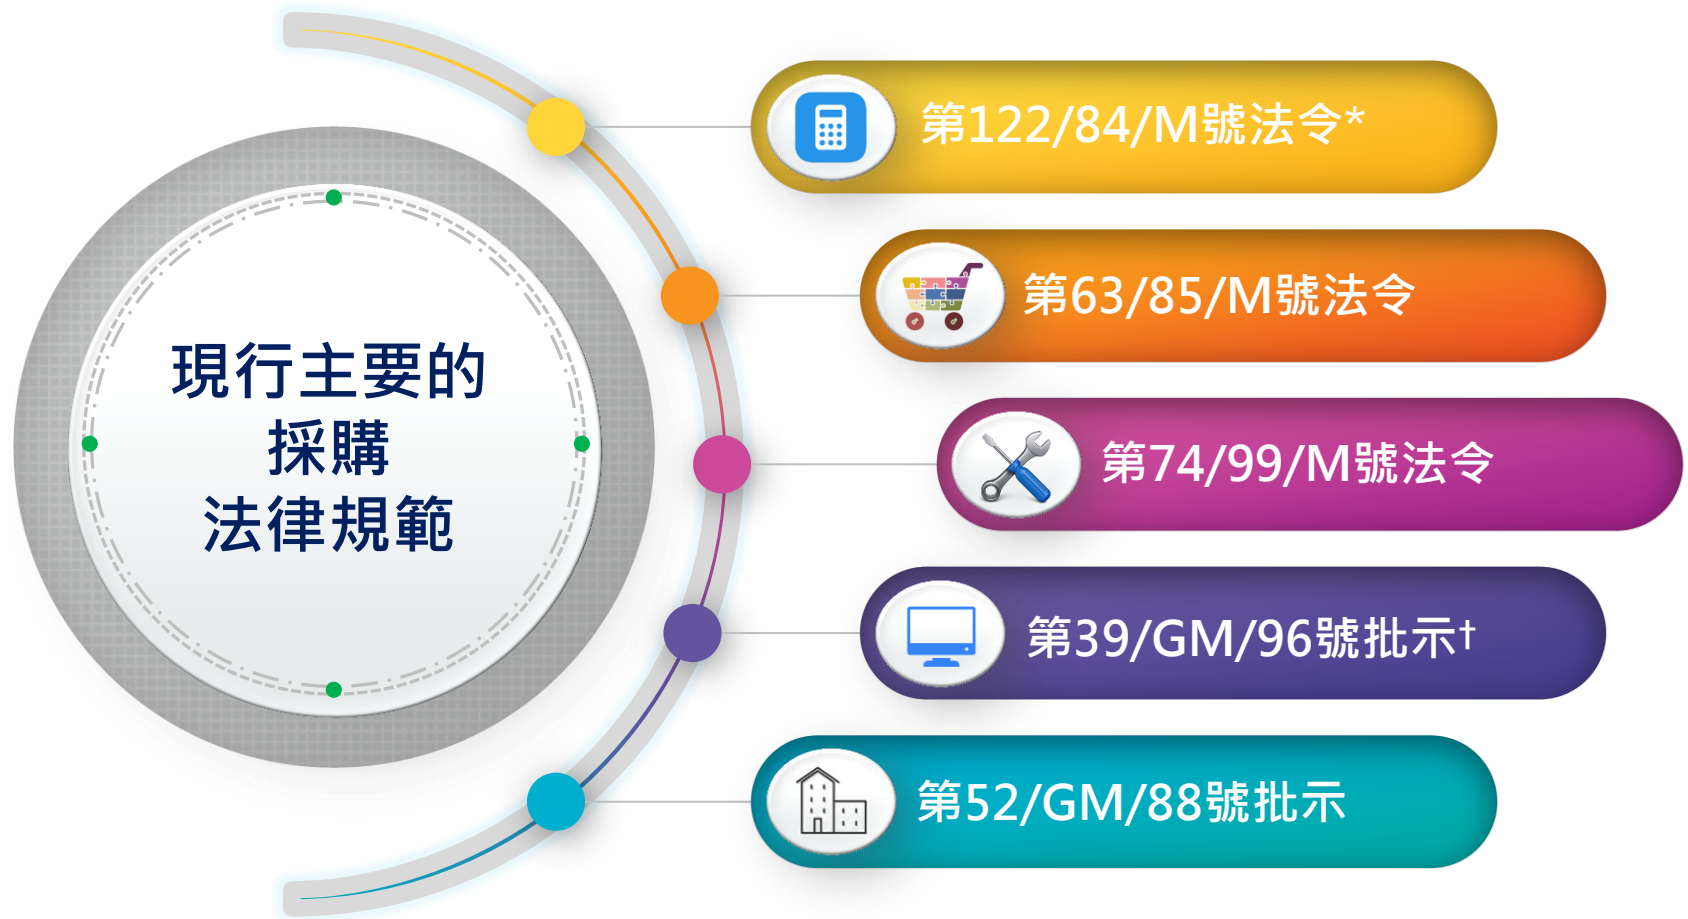 現行主要的
採購
法律規範
第122/84/M號法令*
第63/85/M號法令
第74/99/M號法令
第39/GM/96號批示†
第52/GM/88號批示